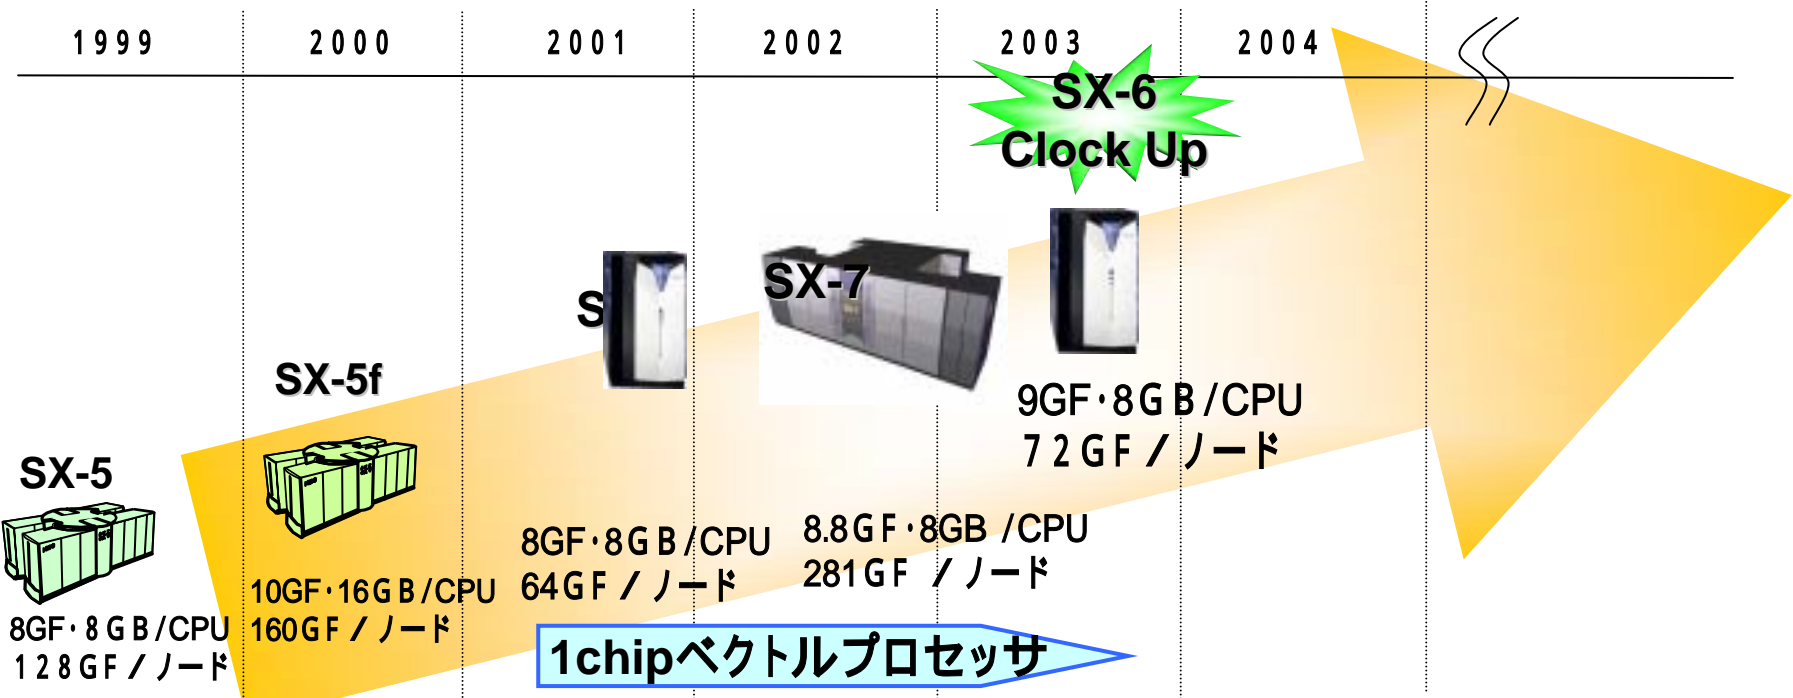 1999 2000 2001 2002 2003 2004
SX-6
Clock Up
SX-7
S
SX-5f
SX-5
9GF・8GB/CPU
72GF/ノード
8.8GF・8GB /CPU
281GF /ノード
8GF・8GB/CPU
64GF/ノード
10GF・16GB/CPU
160GF/ノード
8GF・8GB/CPU
128GF/ノード
1chipベクトルプロセッサ